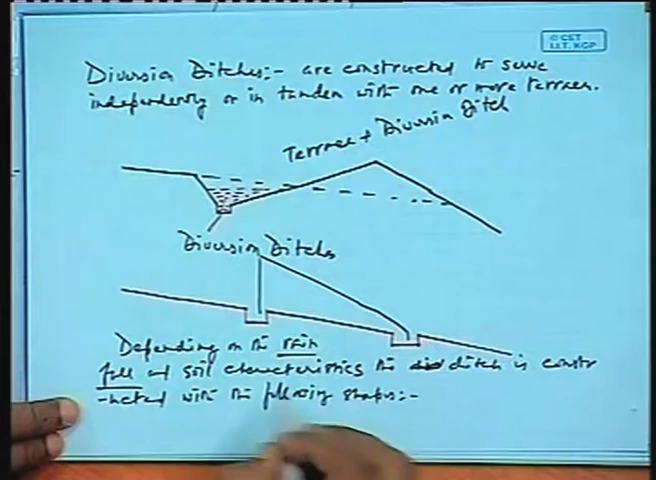 © CET
I.I.T. KGP
Diversion Ditches:- are constructed to serve
independently or in tandem with one or more terraces.
Terrace + Diversion Ditch
Diversion Ditches
Depending on the rain
fall and soil characteristics the ditch is constr
-ucted with the following shapes:-